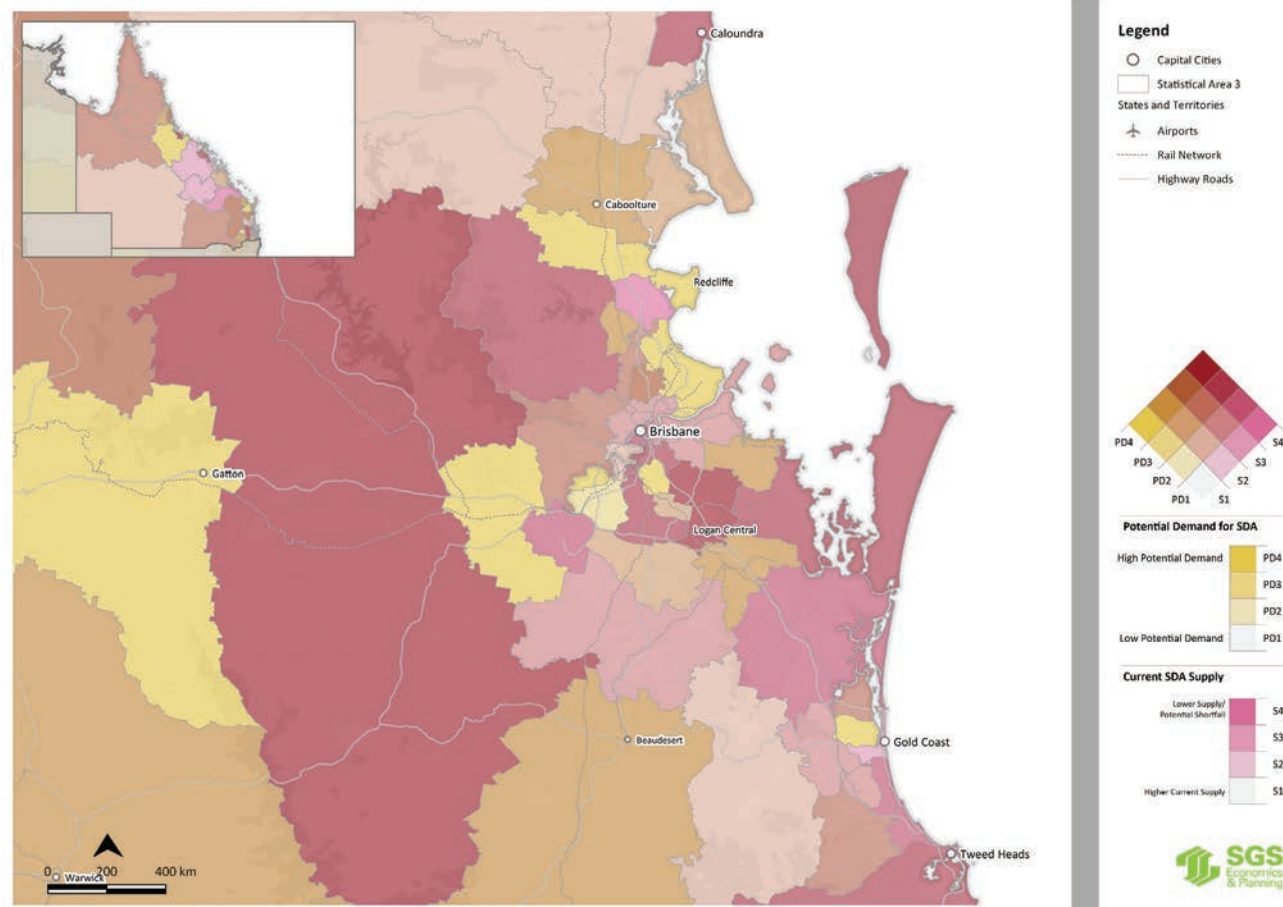 Caloundra
Caboolture
Redcliffe
Brisbane
Gatton
Logan Central
Beaudesert
Gold Coast
Tweed Heads
Warwick
0 200 400 km
Legend
Capital Cities
Statistical Area 3
States and Territories
Airports
Rail Network
Highway Roads
PD4 S4
PD3 S3
PD2 S2
PD1 S1
Potential Demand for SDA
High Potential Demand PD4
PD3
PD2
Low Potential Demand PD1
Current SDA Supply
Lower Supply/
Potential Shortfall S4
S3
S2
Higher Current Supply S1
SGS
Economics
& Planning